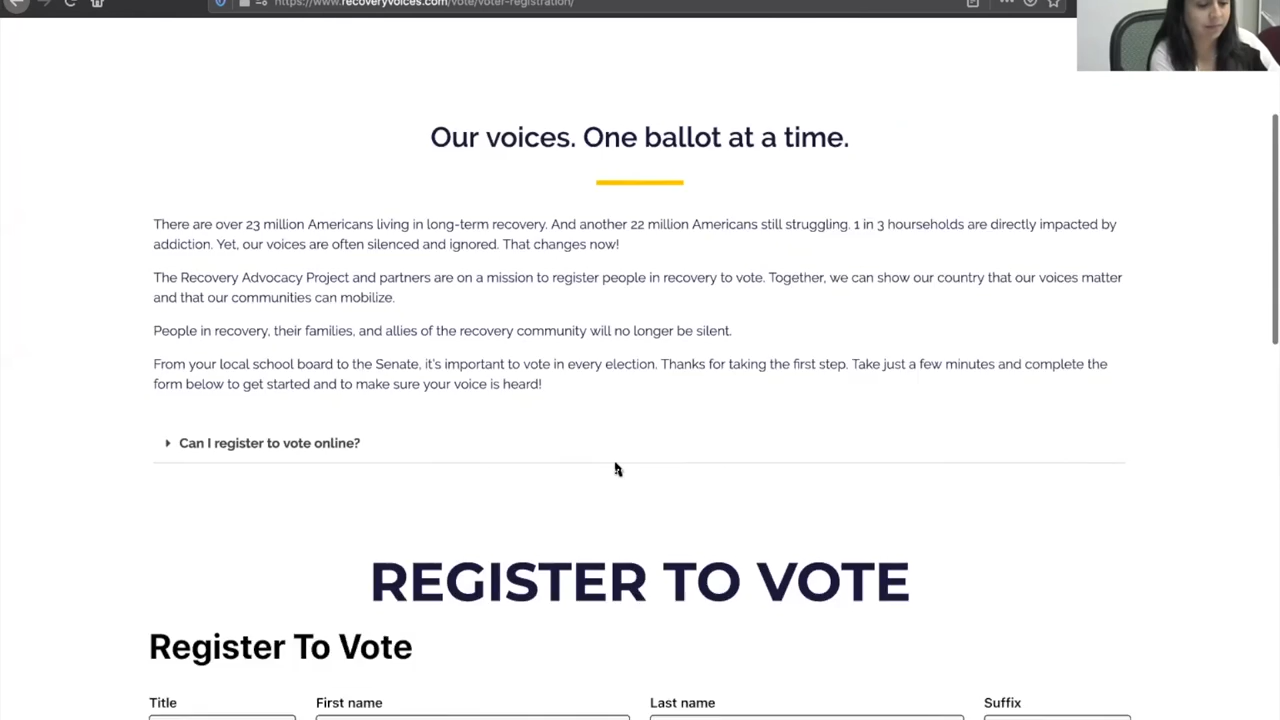 https://www.recoveryvoices.com/vote/voter-registration/
Our voices. One ballot at a time.
There are over 23 million Americans living in long-term recovery. And another 22 million Americans still struggling. 1 in 3 hourseholds are directly impacted by
addiction. Yet, our voices are often silenced and ignored. That changes now!
The Recovery Advocacy Project and partners are on a mission to register people in recovery to vote. Together, we can show our country that our voices matter
and that our communities can mobilize.
People in recovery, their families, and allies of the recovery community will no longer be silent.
From your local school board to the Senate, it's important to vote in every election. Thanks for taking the first step. Take just a few minutes and complete the
form below to get started and to make sure your voice is heard!
Can I register to vote online?
REGISTER TO VOTE
Register To Vote
Title First name Last name Suffix